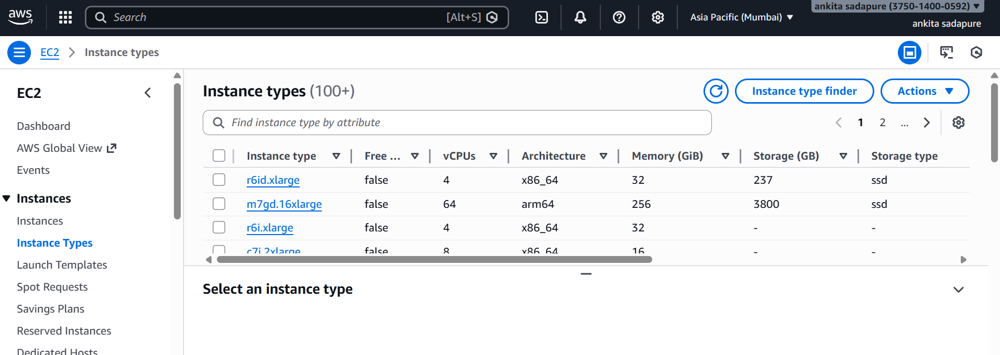 aws
Search [Alt+S]
Asia Pacific (Mumbai)
ankita sadapure (3750-1400-0592)
ankita sadapure
EC2 Instance types
EC2
Dashboard
AWS Global View
Events
Instances
Instances
Instance Types
Launch Templates
Spot Requests
Savings Plans
Reserved Instances
Dedicated Hosts
Instance types (100+)
Instance type finder
Actions
Find instance type by attribute
1 2 ...
Instance type Free ... vCPUs Architecture Memory (GiB) Storage (GB) Storage type
r6id.xlarge false 4 x86_64 32 237 ssd
m7gd.16xlarge false 64 arm64 256 3800 ssd
r6i.xlarge false 4 x86_64 32 - -
c7i.2xlarge false 8 x86_64 16 - -
Select an instance type